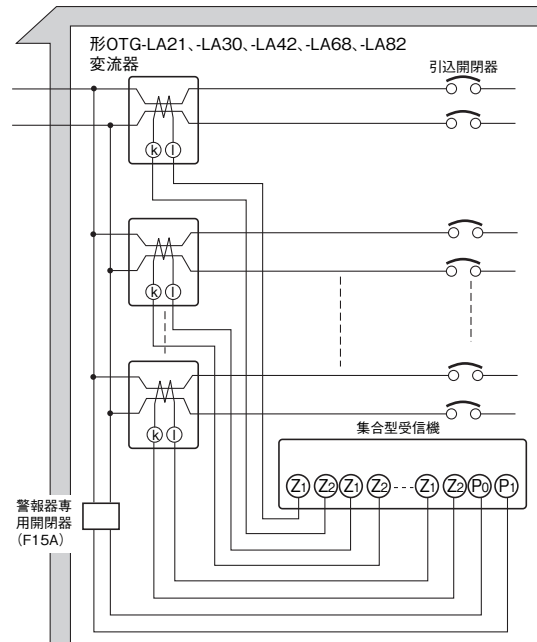 形OTG-LA21、-LA30、-LA42、-LA68、-LA82
変流器
引込開閉器
k l
k l
k l
集合型受信機
Z1 Z2 Z1 Z2 Z1 Z2 P0 P1
警報器専
用開閉器
(F15A)